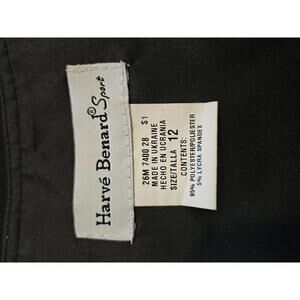 Harvé Benard® Sport
26M 7400 28 S1
MADE IN UKRAINE
HECHO EN UCRANIA
SIZE/TALLA 12
CONTENTS:
95% POLYESTER/POLIESTER
5% LYCRA SPANDEX